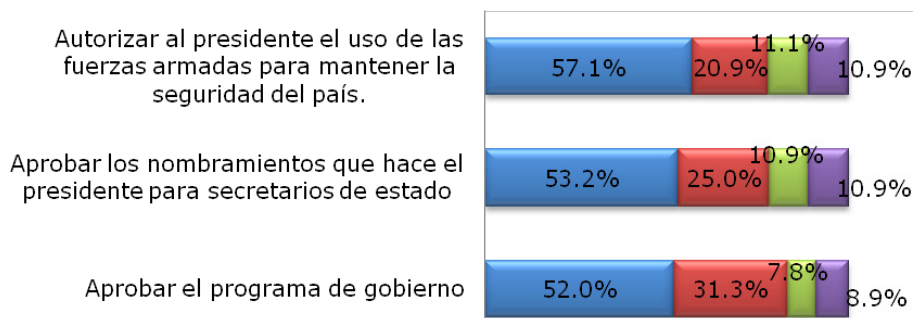 Autorizar al presidente el uso de las
fuerzas armadas para mantener la
seguridad del país.
57.1% 20.9% 11.1% 10.9%
Aprobar los nombramientos que hace el
presidente para secretarios de estado
53.2% 25.0% 10.9% 10.9%
Aprobar el programa de gobierno
52.0% 31.3% 7.8% 8.9%